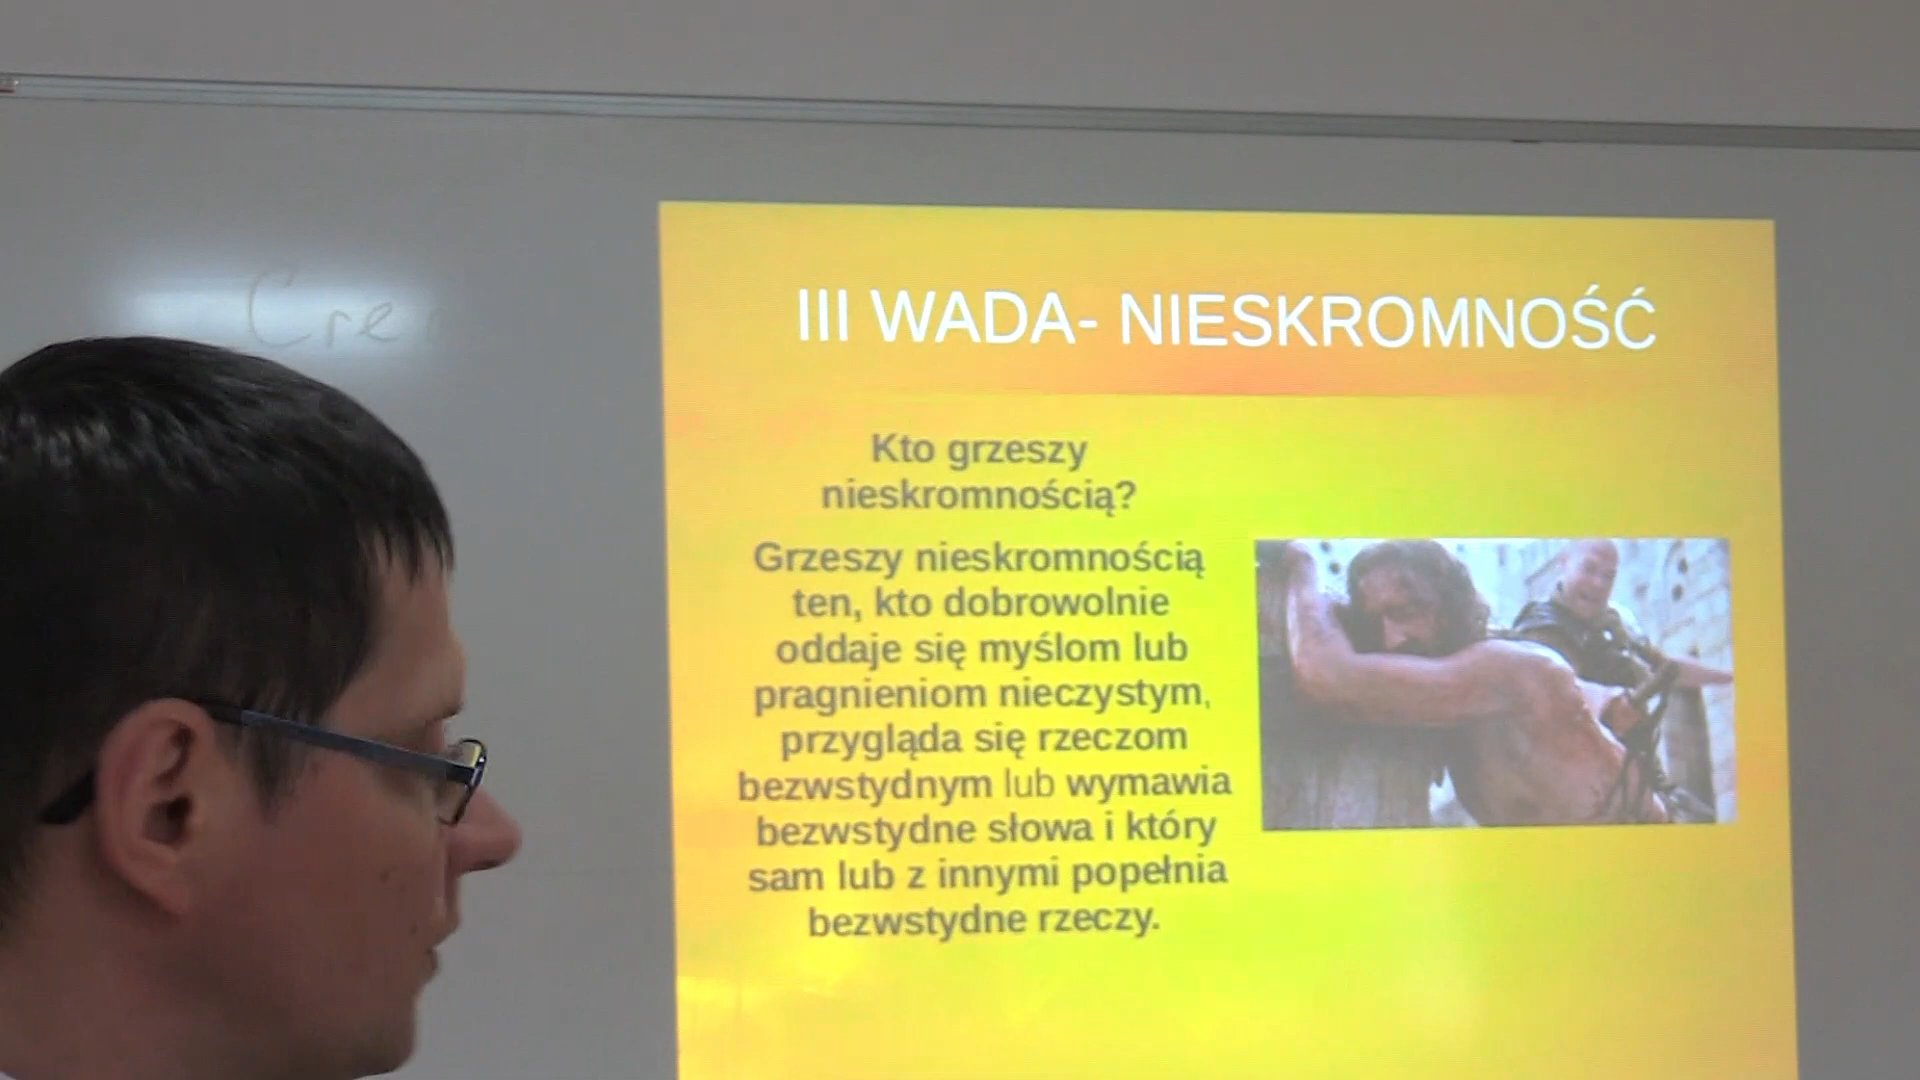 Cre
III WADA- NIESKROMNOŚĆ
Kto grzeszy
nieskromnością?
Grzeszy nieskromnością
ten, kto dobrowolnie
oddaje się myślom lub
pragnieniom nieczystym,
przygląda się rzeczom
bezwstydnym lub wymawia
bezwstydne słowa i który
sam lub z innymi popełnia
bezwstydne rzeczy.